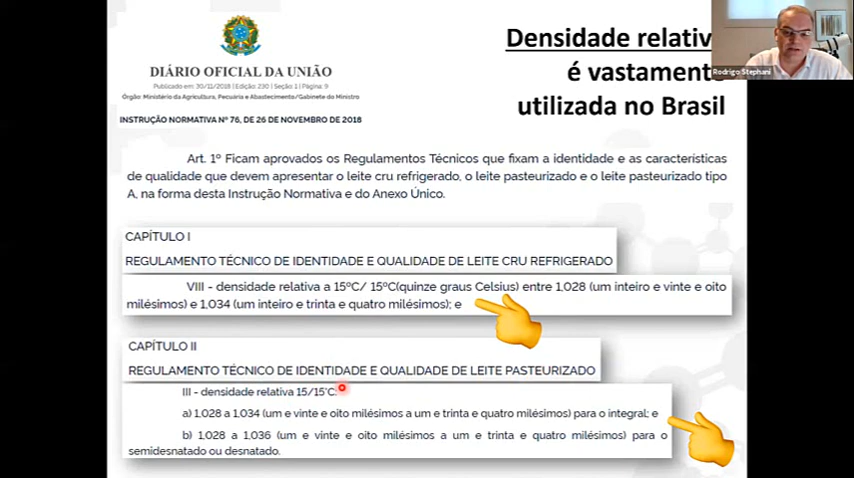 Densidade relativ
é vastament
utilizada no Brasil
Rodrigo Stephani
DIÁRIO OFICIAL DA UNIÃO
Publicado em: 30/11/2018 | Edição: 230 | Seção: 1 | Página: 9
Órgão: Ministério da Agricultura, Pecuária e Abastecimento/Gabinete do Ministro
INSTRUÇÃO NORMATIVA Nº 76, DE 26 DE NOVEMBRO DE 2018
Art. 1º Ficam aprovados os Regulamentos Técnicos que fixam a identidade e as características
de qualidade que devem apresentar o leite cru refrigerado, o leite pasteurizado e o leite pasteurizado tipo
A, na forma desta Instrução Normativa e do Anexo Único.
CAPÍTULO I
REGULAMENTO TÉCNICO DE IDENTIDADE E QUALIDADE DE LEITE CRU REFRIGERADO
VIII - densidade relativa a 15ºC/ 15ºC(quinze graus Celsius) entre 1,028 (um inteiro e vinte e oito
milésimos) e 1,034 (um inteiro e trinta e quatro milésimos); e
CAPÍTULO II
REGULAMENTO TÉCNICO DE IDENTIDADE E QUALIDADE DE LEITE PASTEURIZADO
III - densidade relativa 15/15ºC:
a) 1,028 a 1,034 (um e vinte e oito milésimos a um e trinta e quatro milésimos) para o integral; e
b) 1,028 a 1,036 (um e vinte e oito milésimos a um e trinta e quatro milésimos) para o
semidesnatado ou desnatado.